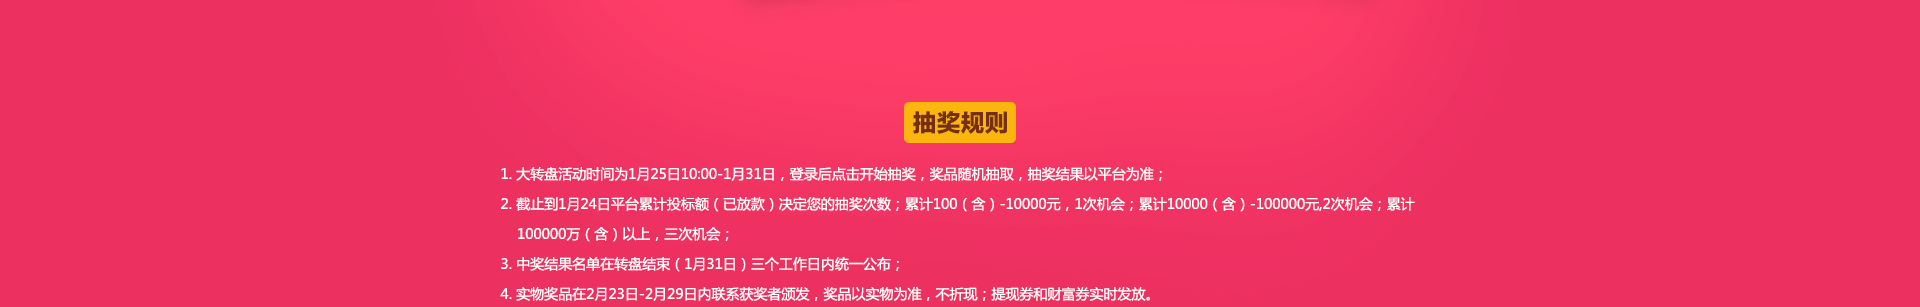 抽奖规则
1. 大转盘活动时间为1月25日10:00-1月31日，登录后点击开始抽奖，奖品随机抽取，抽奖结果以平台为准；
2. 截止到1月24日平台累计投标额（已放款）决定您的抽奖次数；累计100（含）-10000元，1次机会；累计10000（含）-100000元,2次机会；累计
100000万（含）以上，三次机会；
3. 中奖结果名单在转盘结束（1月31日）三个工作日内统一公布；
4. 实物奖品在2月23日-2月29日内联系获奖者颁发，奖品以实物为准，不折现；提现券和财富券实时发放。